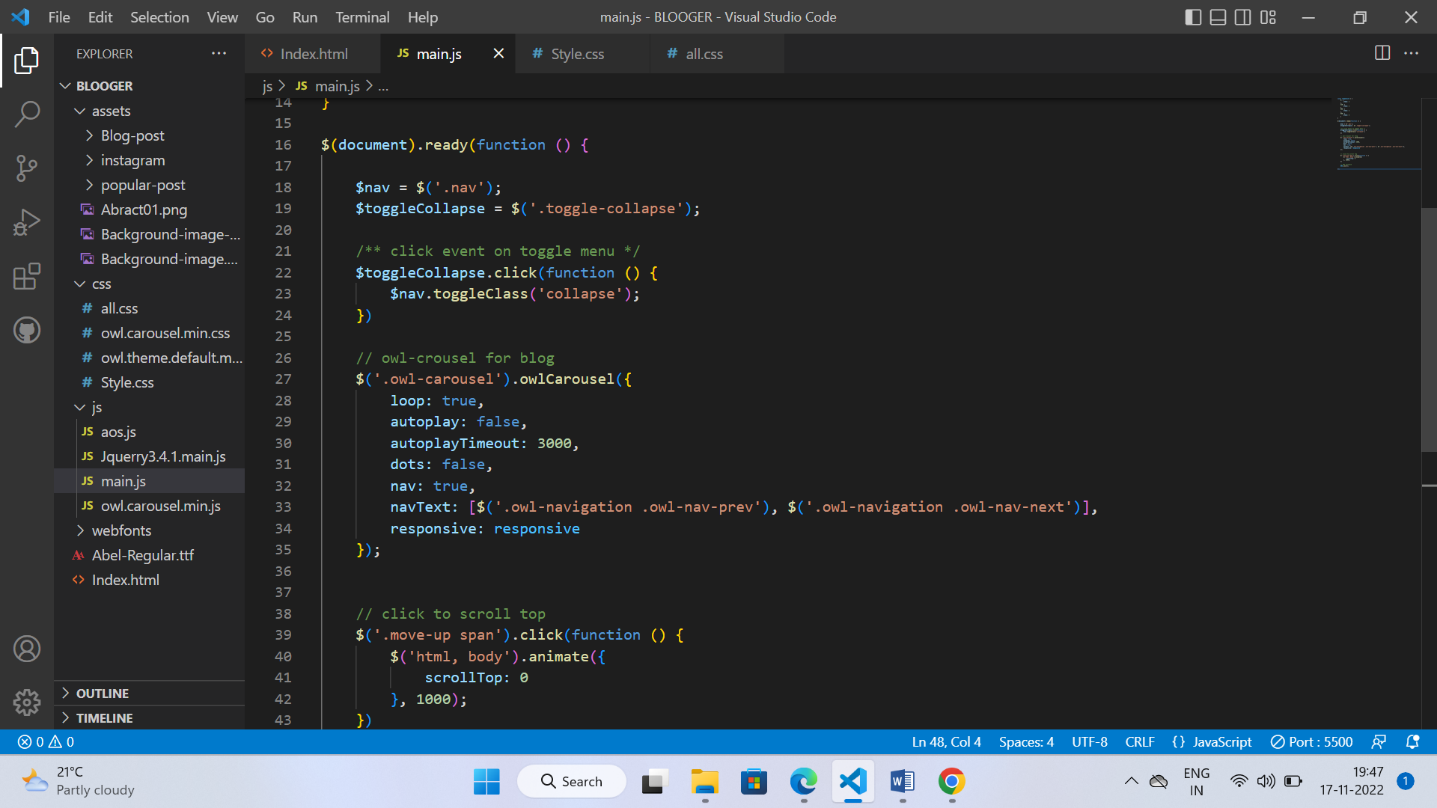 File Edit Selection View Go Run Terminal Help
main.js - BLOOGER - Visual Studio Code
EXPLORER
BLOOGER
assets
Blog-post
instagram
popular-post
Abract01.png
Background-image-...
Background-image....
css
# all.css
# owl.carousel.min.css
# owl.theme.default.m...
# Style.css
js
JS aos.js
JS Jquerry3.4.1.main.js
JS main.js
JS owl.carousel.min.js
webfonts
Abel-Regular.ttf
<> Index.html
OUTLINE
TIMELINE
<> Index.html JS main.js # Style.css # all.css
js > JS main.js > ...
14 }
15
16 $(document).ready(function () {
17
18 $nav = $('.nav');
19 $toggleCollapse = $('.toggle-collapse');
20
21 /** click event on toggle menu */
22 $toggleCollapse.click(function () {
23 $nav.toggleClass('collapse');
24 })
25
26 // owl-crousel for blog
27 $('.owl-carousel').owlCarousel({
28 loop: true,
29 autoplay: false,
30 autoplayTimeout: 3000,
31 dots: false,
32 nav: true,
33 navText: [$('.owl-navigation .owl-nav-prev'), $('.owl-navigation .owl-nav-next')],
34 responsive: responsive
35 });
36
37
38 // click to scroll top
39 $('.move-up span').click(function () {
40 $('html, body').animate({
41 scrollTop: 0
42 }, 1000);
43 })
0 0
Ln 48, Col 4 Spaces: 4 UTF-8 CRLF {} JavaScript Port : 5500
21°C
Partly cloudy
Search
ENG
IN
19:47
17-11-2022
1